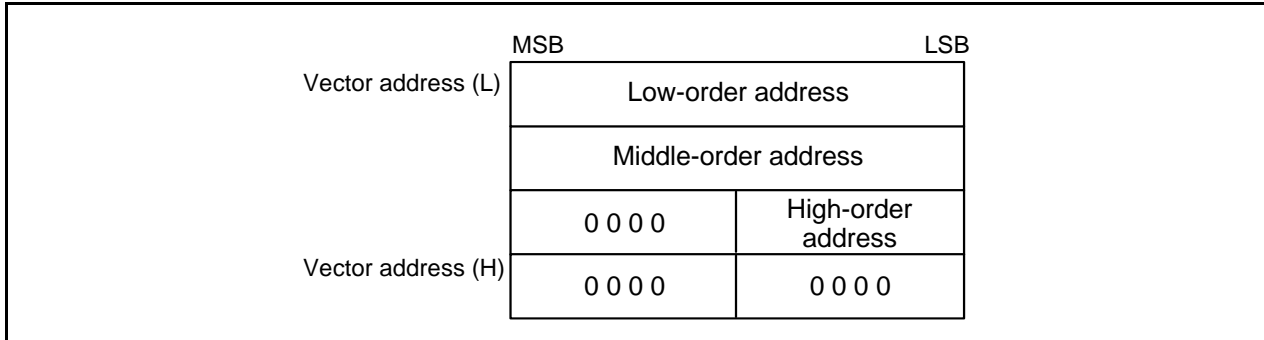 MSB LSB
Vector address (L) Low-order address
Middle-order address
0 0 0 0 High-order
address
Vector address (H) 0 0 0 0 0 0 0 0